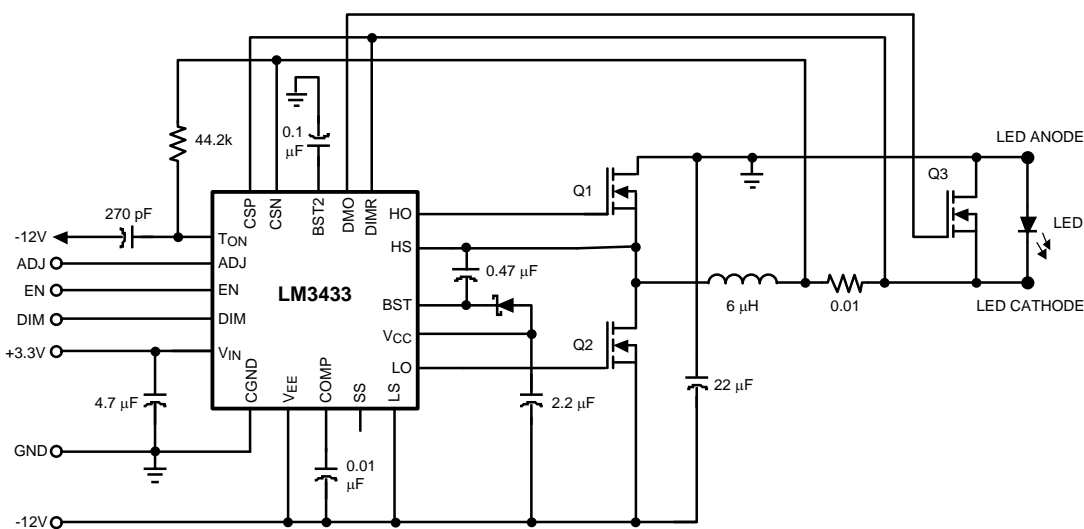 LED ANODE
0.1
μF
44.2k
Q1
Q3
CSP
CSN
BST2
DMO
DIMR
270 pF
HO
LED
-12V
TON
HS
ADJ
ADJ
0.47 μF
EN
EN
LM3433
BST
6 μH
0.01
LED CATHODE
DIM
DIM
VCC
Q2
+3.3V
VIN
LO
CGND
VEE
COMP
SS
LS
4.7 μF
22 μF
2.2 μF
GND
0.01
μF
-12V